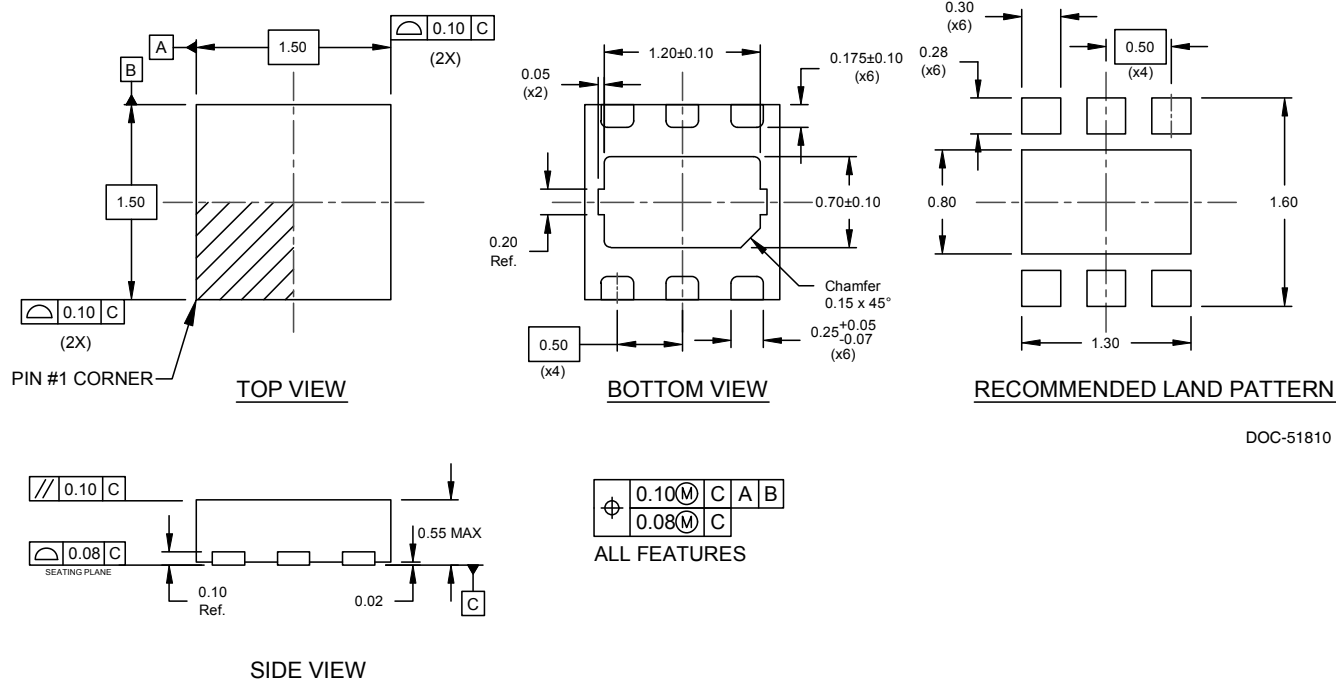 A
1.50
0.10 C
(2X)
B
1.50
0.10 C
(2X)
PIN #1 CORNER
TOP VIEW
1.20±0.10
0.05
(x2)
0.175±0.10
(x6)
0.70±0.10
0.20
Ref.
Chamfer
0.15 x 45°
0.50
(x4)
0.25+0.05
-0.07
(x6)
BOTTOM VIEW
0.30
(x6)
0.28
(x6)
0.50
(x4)
0.80
1.60
1.30
RECOMMENDED LAND PATTERN
DOC-51810
// 0.10 C
0.08 C
SEATING PLANE
0.55 MAX
0.10
Ref.
0.02
C
SIDE VIEW
⌖ 0.10Ⓜ C A B
0.08Ⓜ C
ALL FEATURES